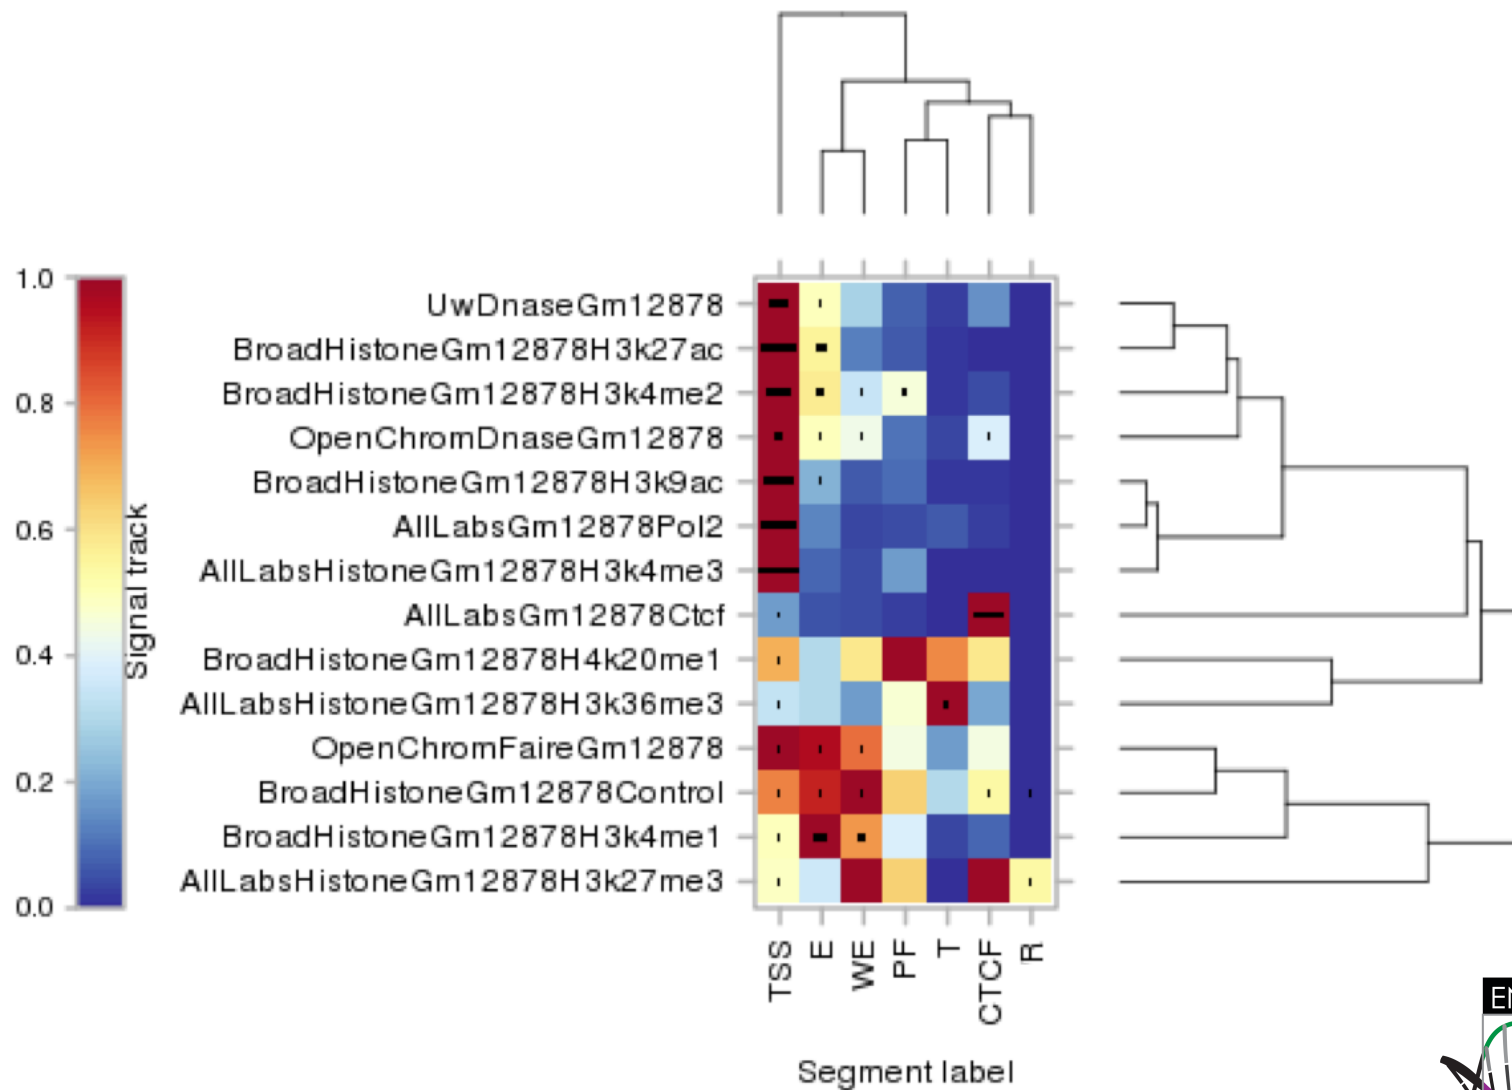 1.0
0.8
0.6
0.4
0.2
0.0
Signal track
UwDnaseGm12878
BroadHistoneGm12878H3k27ac
BroadHistoneGm12878H3k4me2
OpenChromDnaseGm12878
BroadHistoneGm12878H3k9ac
AllLabsGm12878Pol2
AllLabsHistoneGm12878H3k4me3
AllLabsGm12878Ctcf
BroadHistoneGm12878H4k20me1
AllLabsHistoneGm12878H3k36me3
OpenChromFaireGm12878
BroadHistoneGm12878Control
BroadHistoneGm12878H3k4me1
AllLabsHistoneGm12878H3k27me3
TSS
E
WE
PF
T
CTCF
R
Segment label
EN